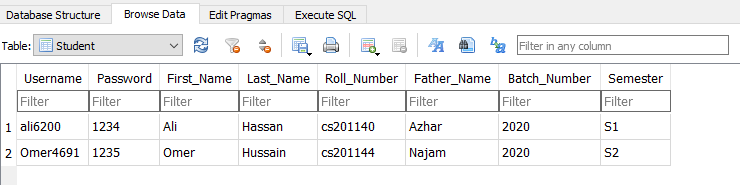 Database Structure Browse Data Edit Pragmas Execute SQL
Table: Student Filter in any column
Username Password First_Name Last_Name Roll_Number Father_Name Batch_Number Semester
Filter Filter Filter Filter Filter Filter Filter Filter
1 ali6200 1234 Ali Hassan cs201140 Azhar 2020 S1
2 Omer4691 1235 Omer Hussain cs201144 Najam 2020 S2